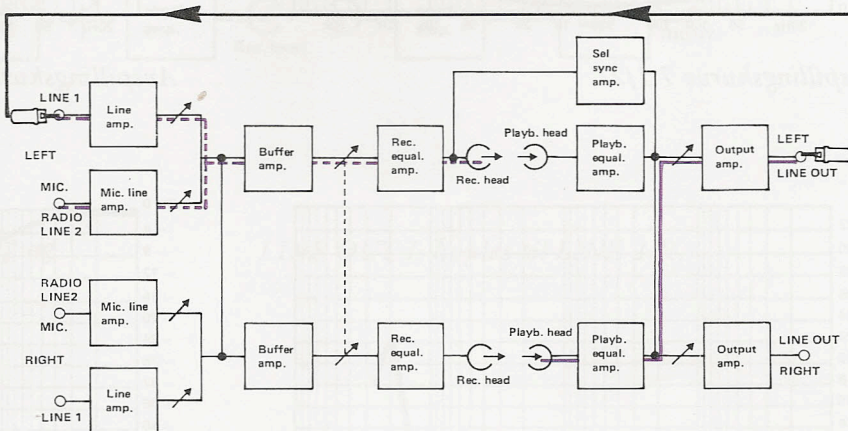 Sel
sync
amp.
LINE 1
Line
amp.
LEFT
Buffer
amp.
Rec.
equal.
amp.
Rec. head
Playb. head
Playb.
equal.
amp.
Output
amp.
LEFT
LINE OUT
MIC.
RADIO
LINE 2
Mic. line
amp.
RADIO
LINE2
MIC.
Mic. line
amp.
RIGHT
Buffer
amp.
Rec.
equal.
amp.
Rec. head
Playb. head
Playb.
equal.
amp.
Output
amp.
LINE OUT
RIGHT
LINE 1
Line
amp.